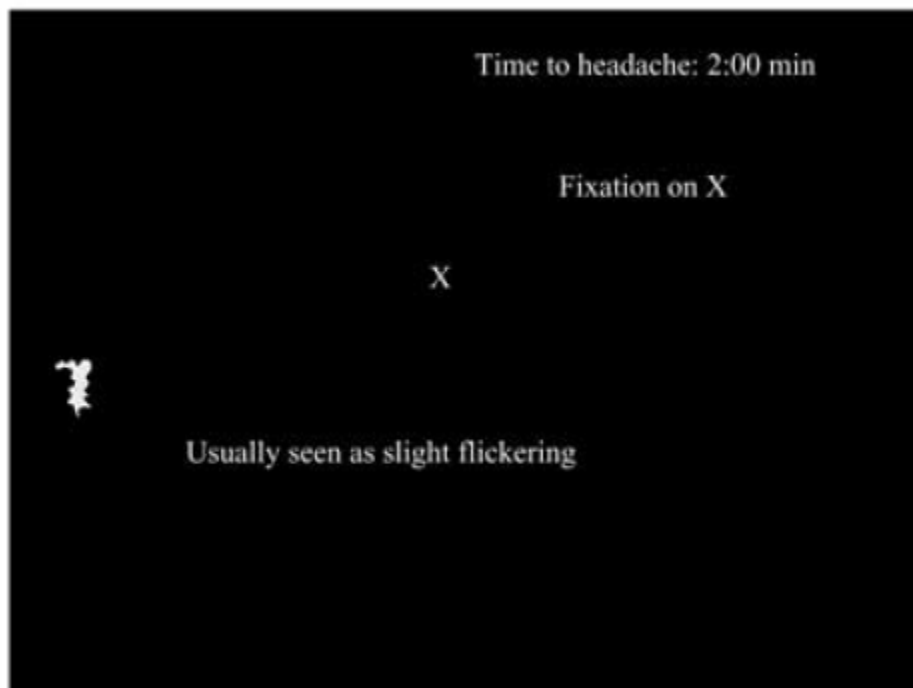 Time to headache: 2:00 min
Fixation on X
X
Usually seen as slight flickering